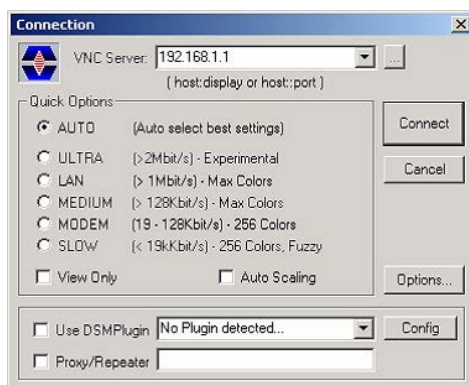 Connection
VNC Server: 192.168.1.1 ...
( host:display or host::port )
Quick Options
AUTO (Auto select best settings)
Connect
ULTRA (>2Mbit/s) - Experimental
LAN (> 1Mbit/s) - Max Colors
Cancel
MEDIUM (> 128Kbit/s) - Max Colors
MODEM (19 - 128Kbit/s) - 256 Colors
SLOW (< 19kKbit/s) - 256 Colors, Fuzzy
View Only Auto Scaling
Options...
Use DSMPlugin No Plugin detected... Config
Proxy/Repeater